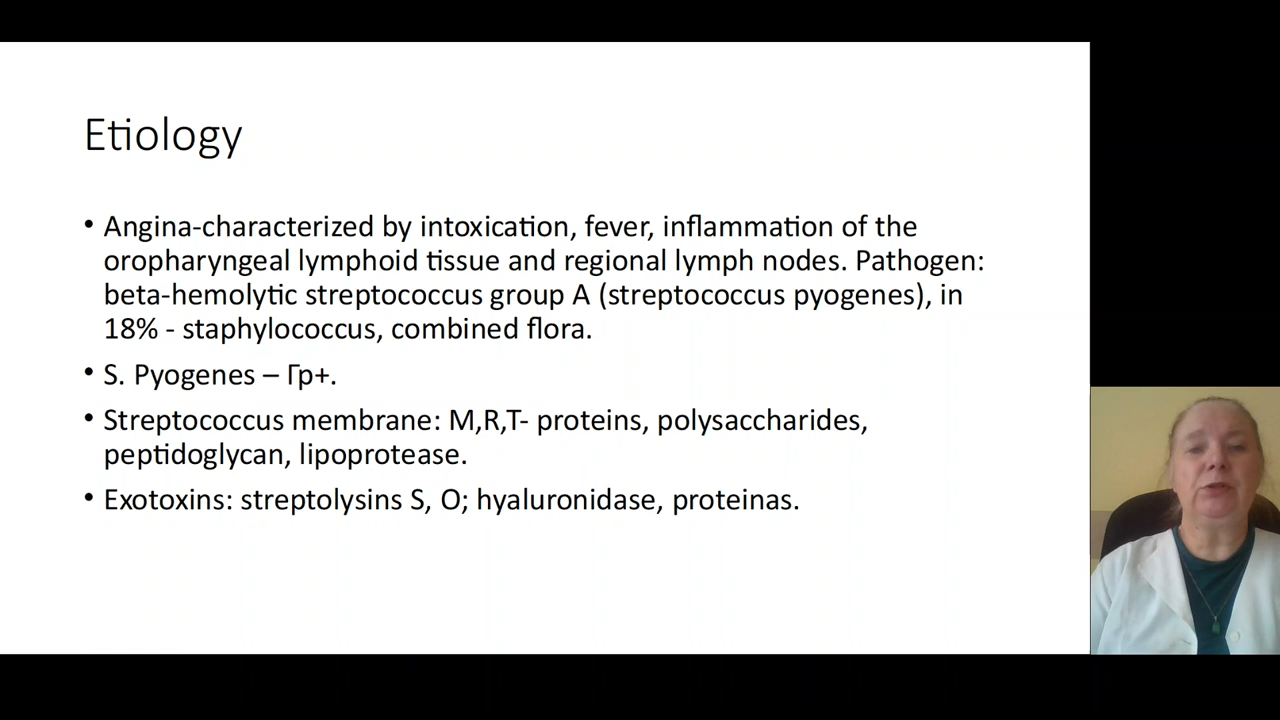 Etiology
• Angina-characterized by intoxication, fever, inflammation of the
oropharyngeal lymphoid tissue and regional lymph nodes. Pathogen:
beta-hemolytic streptococcus group A (streptococcus pyogenes), in
18% - staphylococcus, combined flora.
• S. Pyogenes – Гр+.
• Streptococcus membrane: M,R,T- proteins, polysaccharides,
peptidoglycan, lipoprotease.
• Exotoxins: streptolysins S, O; hyaluronidase, proteinas.